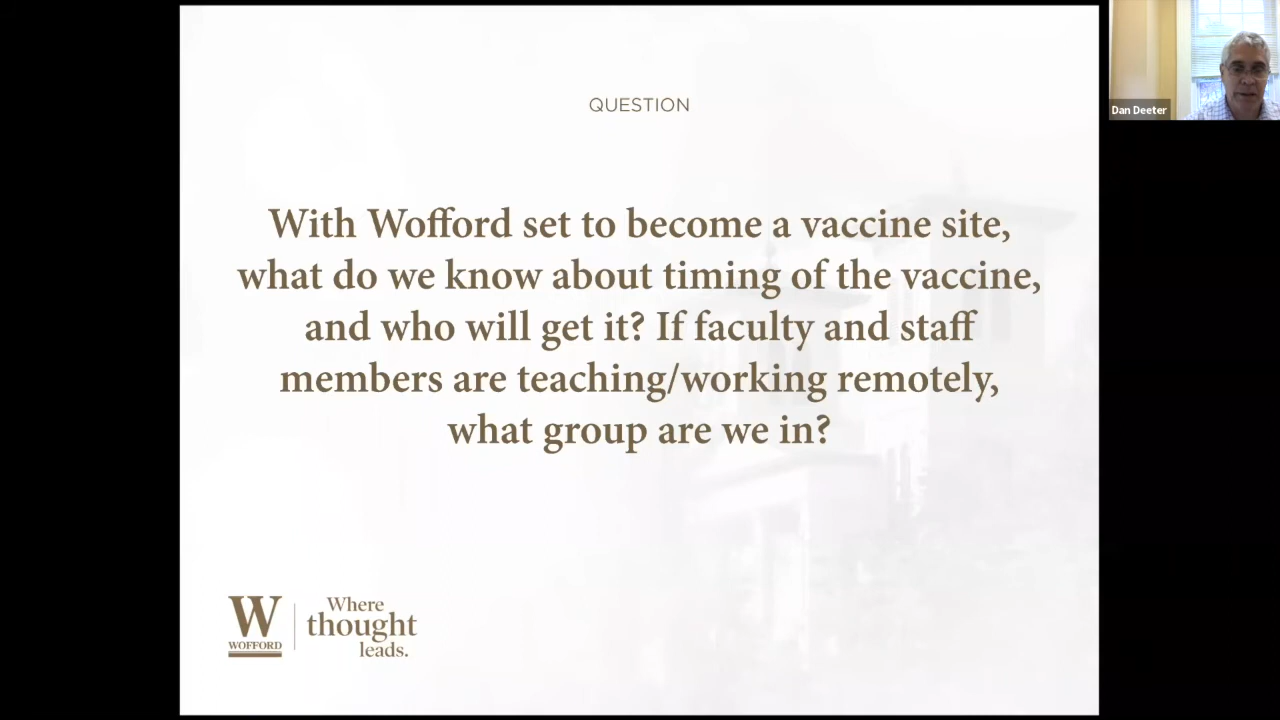 QUESTION
With Wofford set to become a vaccine site,
what do we know about timing of the vaccine,
and who will get it? If faculty and staff
members are teaching/working remotely,
what group are we in?
W
WOFFORD
Where
thought
leads.
Dan Deeter